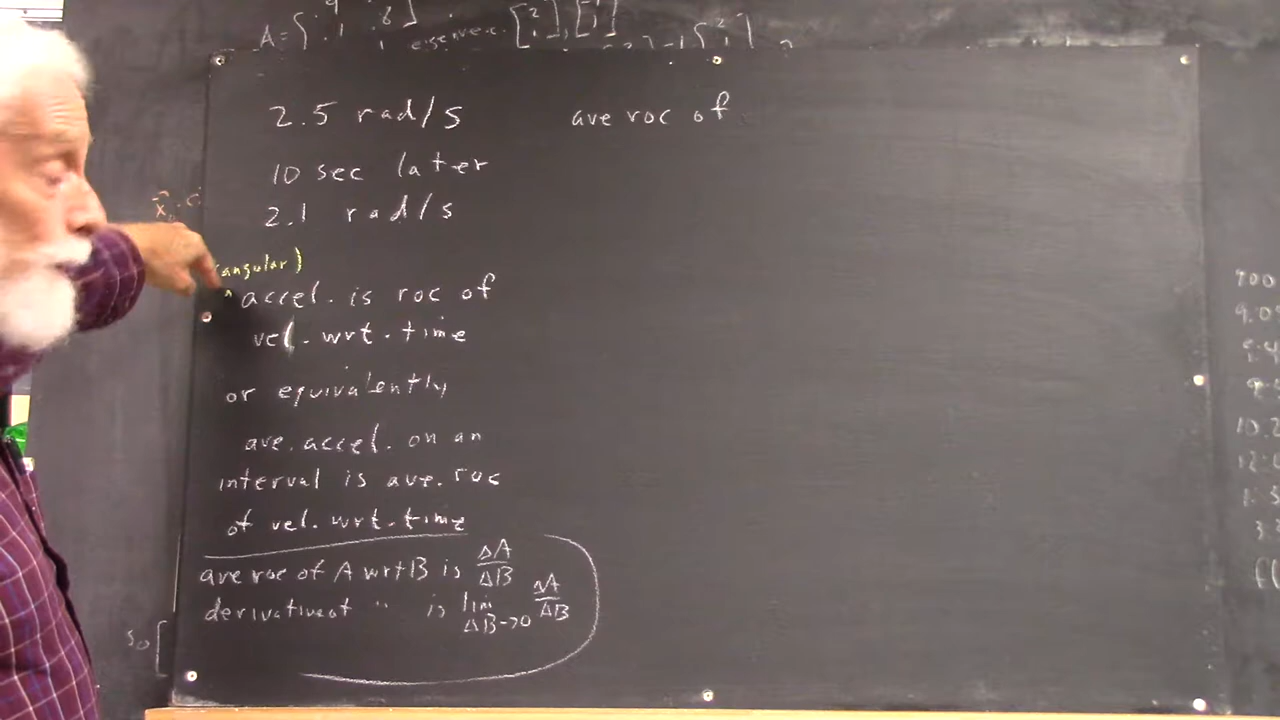 A =
2.5 rad/s
ave roc of
10 sec later
2.1 rad/s
(angular)
^ accel. is roc of
vel. wrt. time
or equivalently
ave. accel. on an
interval is ave. roc
of vel. wrt. time
ave roc of A wrt B is ΔA/ΔB
derivative of " is lim ΔB→0 ΔA/ΔB
s₀ [